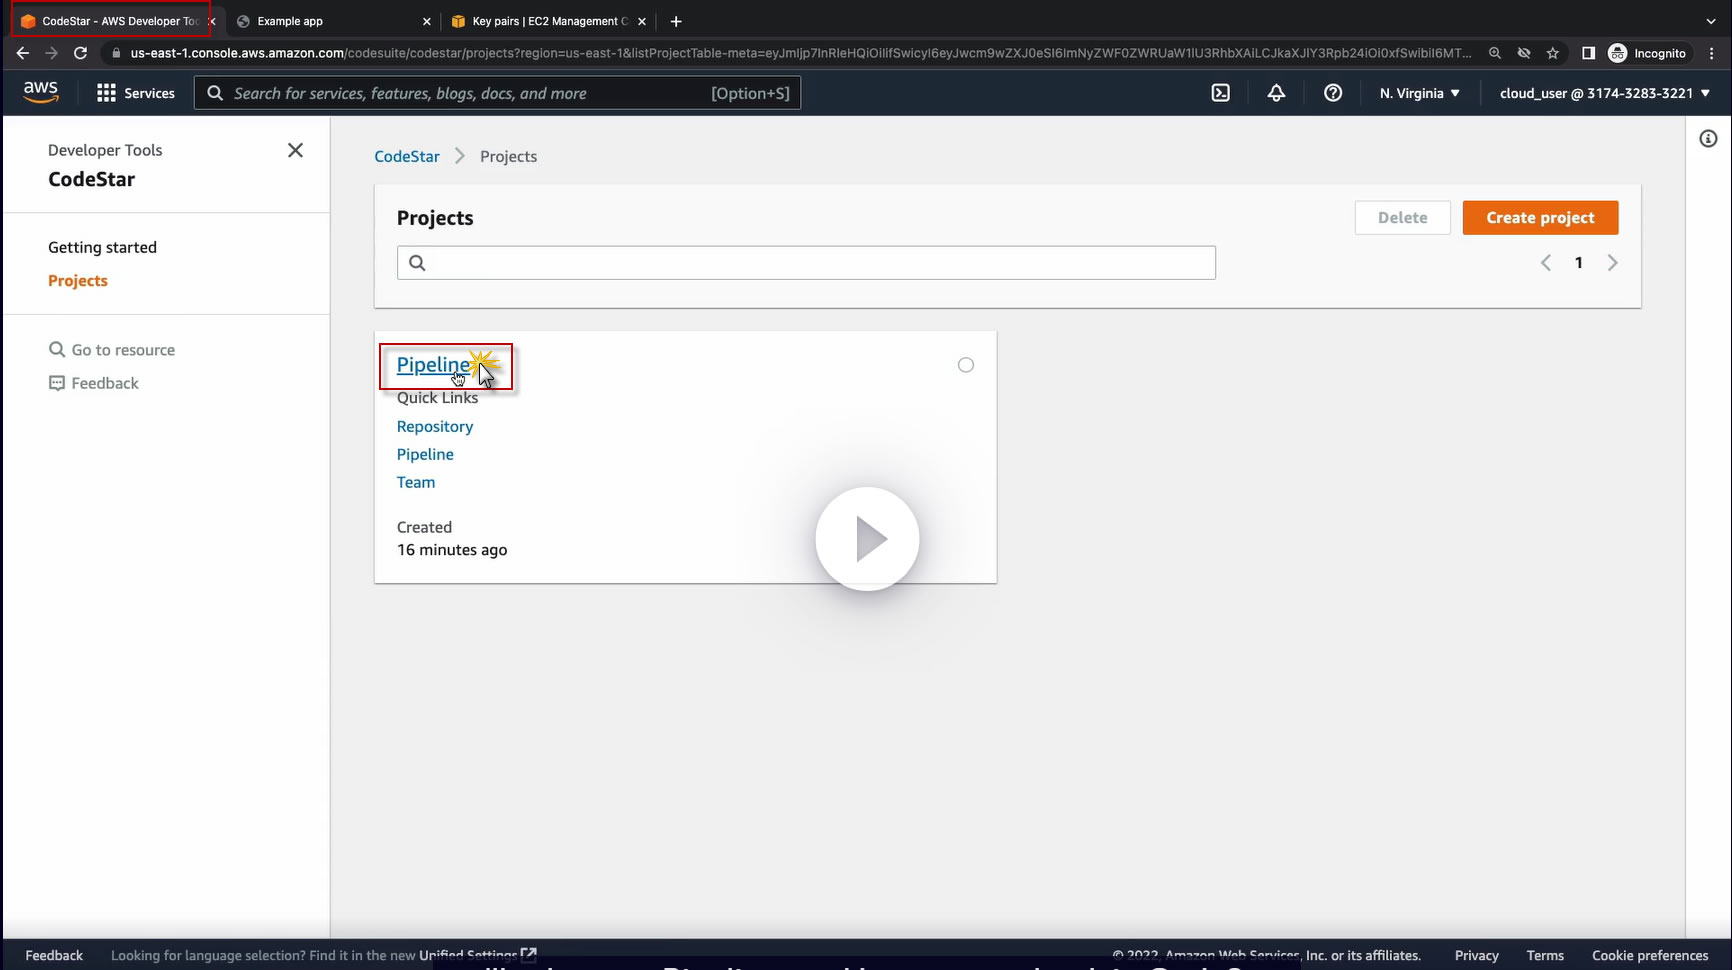 CodeStar - AWS Developer Too
Example app
Key pairs | EC2 Management C
us-east-1.console.aws.amazon.com/codesuite/codestar/projects?region=us-east-1&listProjectTable-meta=
Incognito
aws
Services
Search for services, features, blogs, docs, and more
[Option+S]
N. Virginia
cloud_user @ 3174-3283-3221
Developer Tools
CodeStar
Getting started
Projects
Go to resource
Feedback
CodeStar
Projects
Projects
Delete
Create project
1
Pipeline
Quick Links
Repository
Pipeline
Team
Created
16 minutes ago
Feedback
Looking for language selection? Find it in the new Unified Settings
© 2022, Amazon Web Services, Inc. or its affiliates.
Privacy
Terms
Cookie preferences